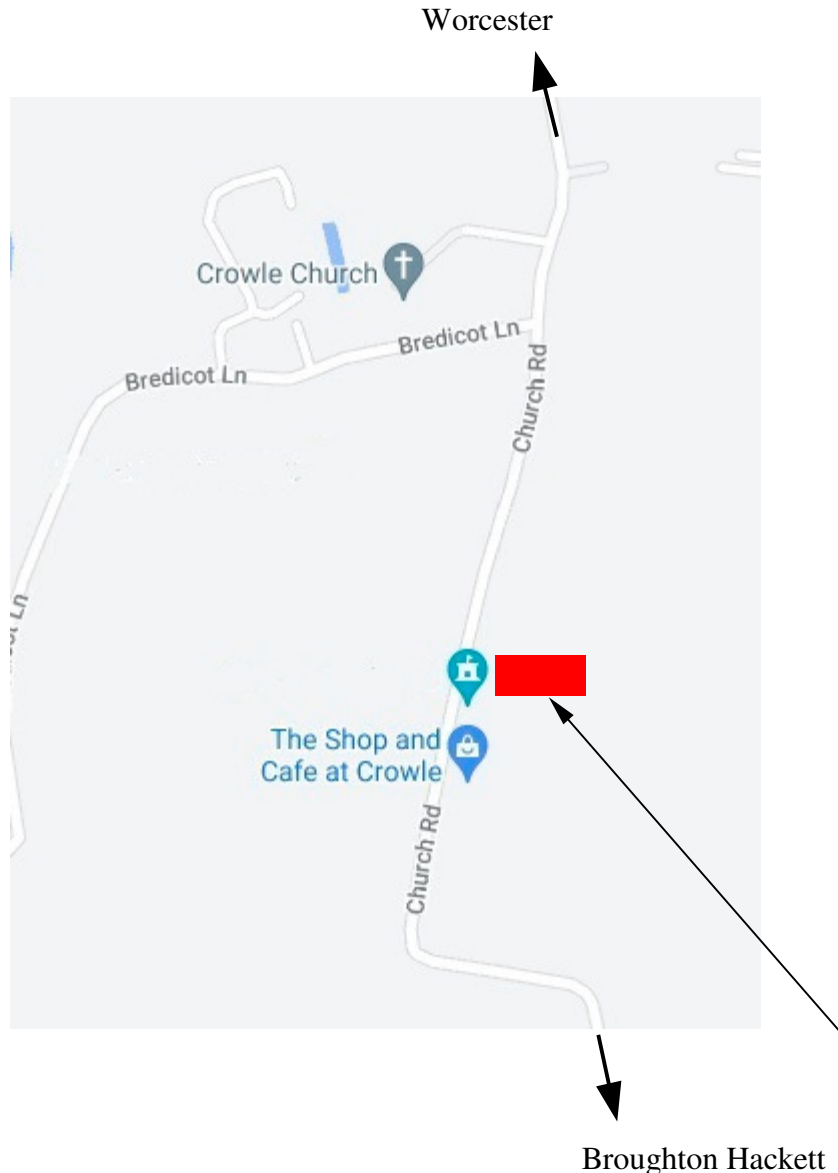 Worcester
Crowle Church
Bredicot Ln
Bredicot Ln
Church Rd
Ln
The Shop and
Cafe at Crowle
Church Rd
Broughton Hackett